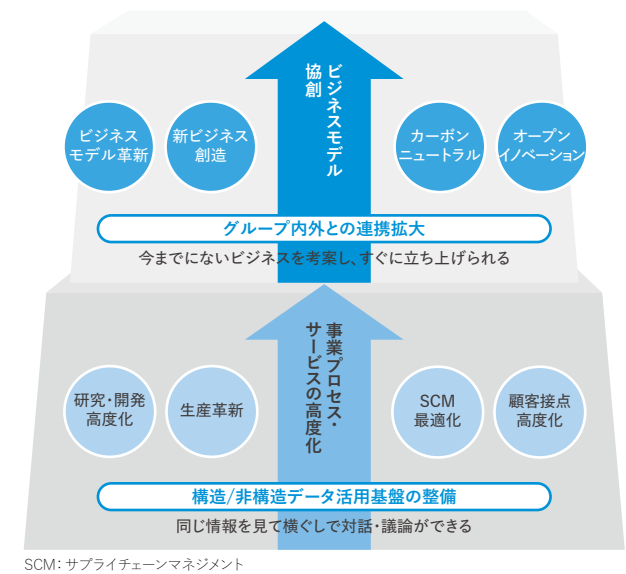 ビジネスモデル
協創
ビジネス
モデル革新
新ビジネス
創造
カーボン
ニュートラル
オープン
イノベーション
グループ内外との連携拡大
今までにないビジネスを考案し、すぐに立ち上げられる
事業プロセス・
サービスの高度化
研究・開発
高度化
生産革新
SCM
最適化
顧客接点
高度化
構造/非構造データ活用基盤の整備
同じ情報を見て横ぐしで対話・議論ができる
SCM：サプライチェーンマネジメント